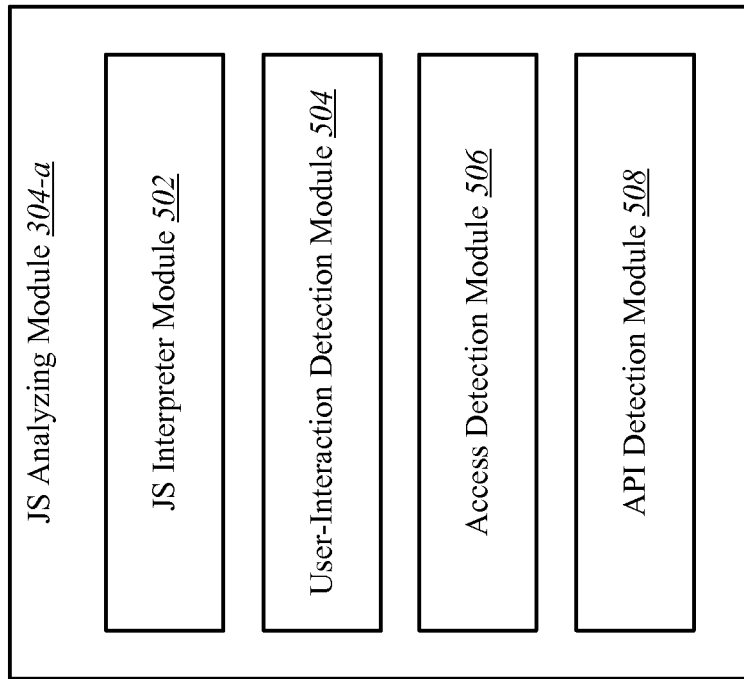 JS Analyzing Module 304-a
JS Interpreter Module 502
User-Interaction Detection Module 504
Access Detection Module 506
API Detection Module 508